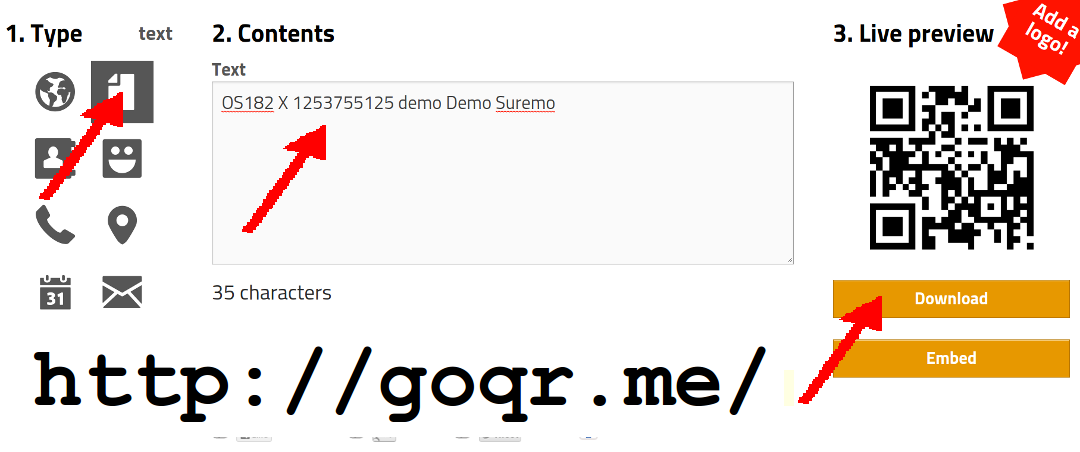 1. Type
text
2. Contents
3. Live preview
Add a
logo!
Text
OS182 X 1253755125 demo Demo Suremo
31
35 characters
Download
Embed
http://goqr.me/